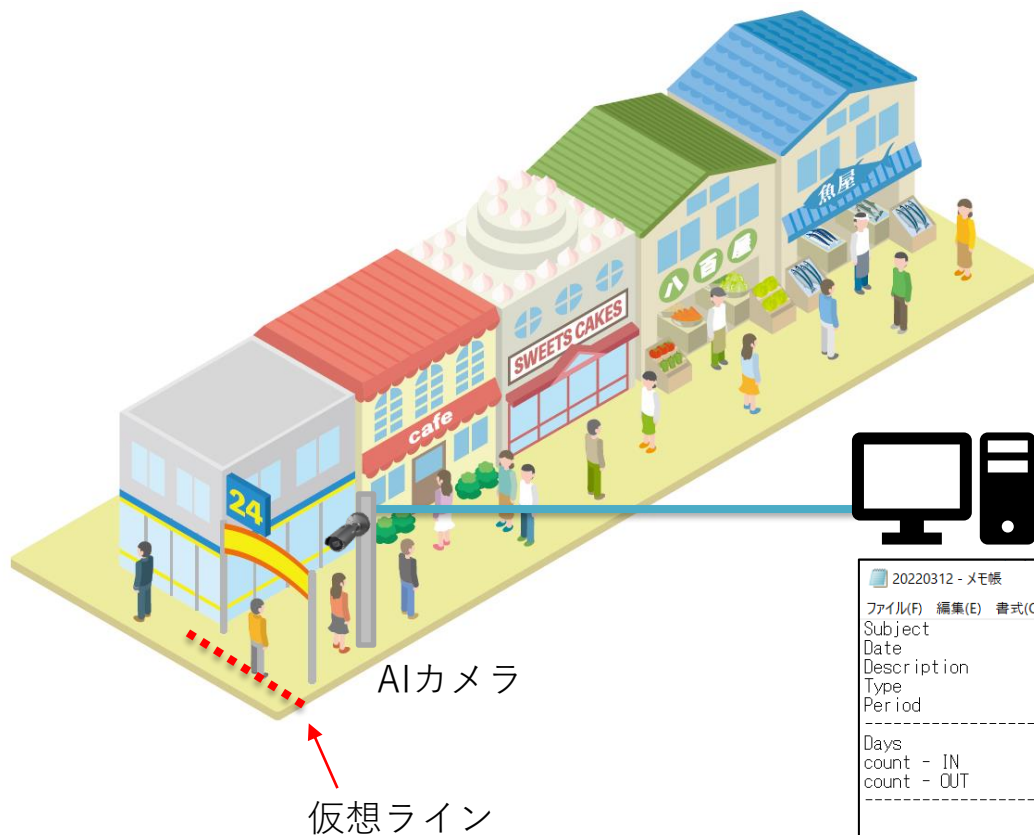 魚屋
八百屋
SWEETS CAKES
cafe
24
AIカメラ
仮想ライン
20220312 - メモ帳
ファイル(F) 編集(E) 書式(
Subject
Date
Description
Type
Period
--------------------
Days
count - IN
count - OUT
--------------------